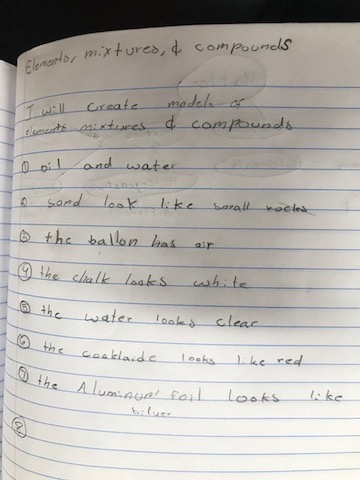 Elements, mixtures, & compounds
I will create models of
elements mixtures & compounds
① oil and water
② sand look like small rocks
③ the ballon has air
④ the chalk looks white
⑤ the water looks clear
⑥ the cooklaide looks like red
⑦ the Aluminum foil looks like
silver
⑧